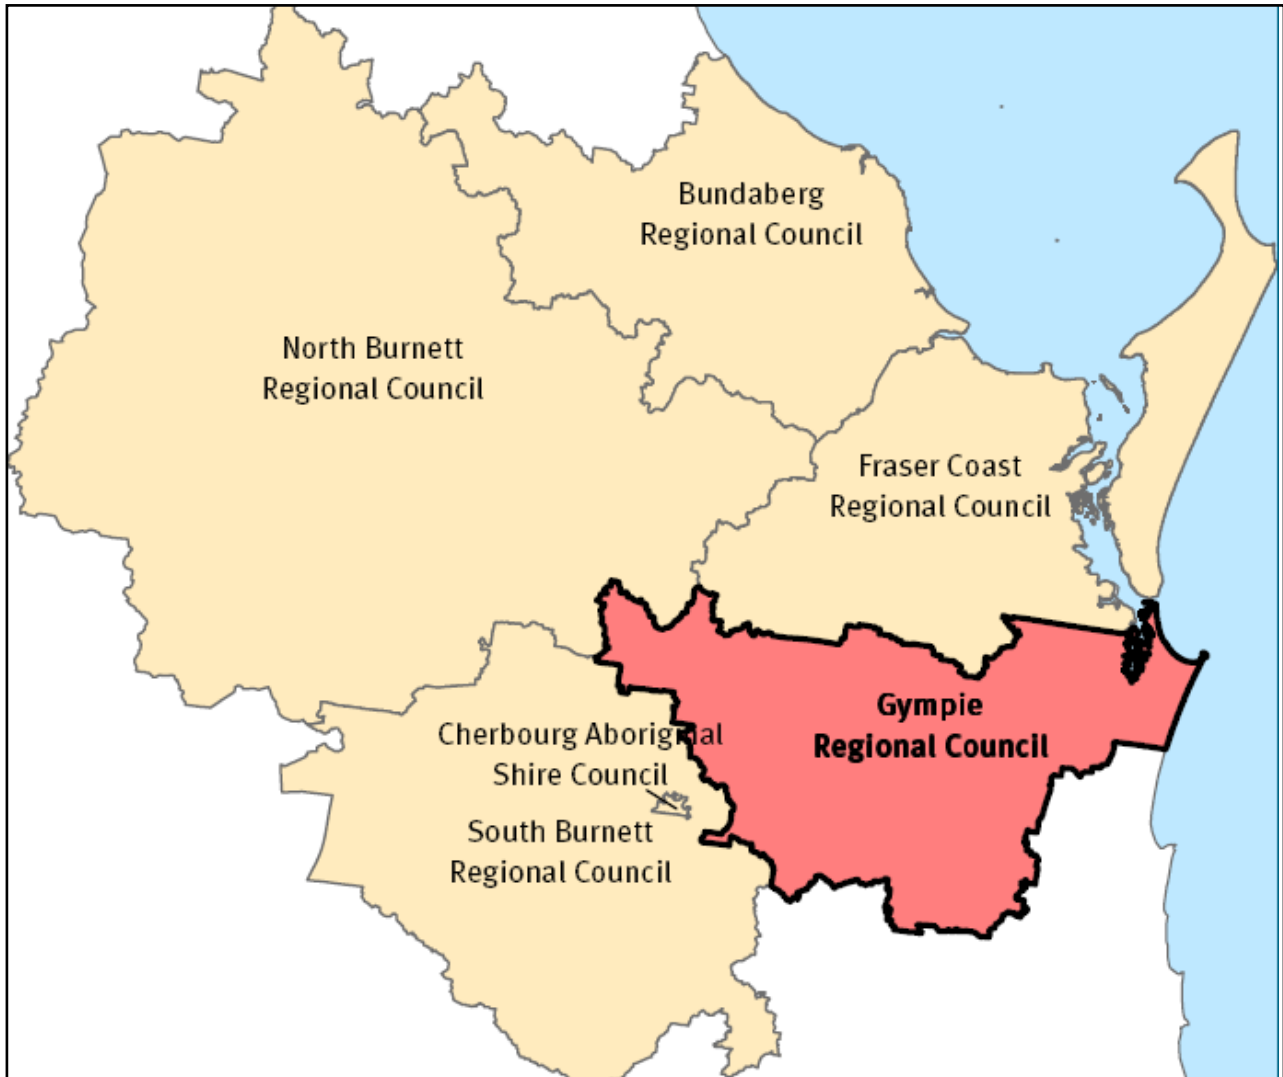 Bundaberg
Regional Council
North Burnett
Regional Council
Fraser Coast
Regional Council
Gympie
Regional Council
Cherbourg Aboriginal
Shire Council
South Burnett
Regional Council